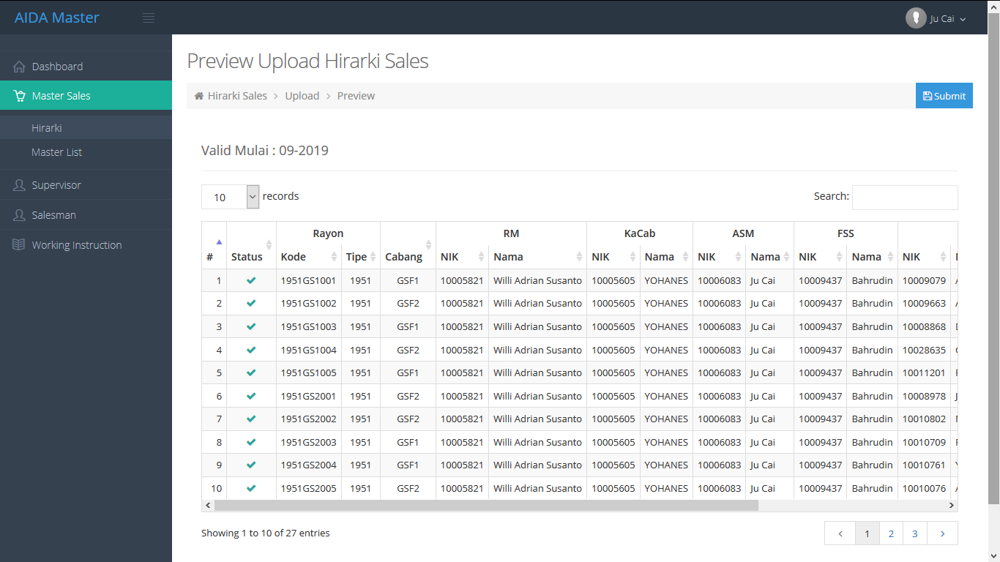 AIDA Master
Ju Cai
Dashboard
Master Sales
Hirarki
Master List
Supervisor
Salesman
Working Instruction
Preview Upload Hirarki Sales
Hirarki Sales > Upload > Preview
Submit
Valid Mulai : 09-2019
10 records
Search:
Rayon RM KaCab ASM FSS
# Status Kode Tipe Cabang NIK Nama NIK Nama NIK Nama NIK Nama NIK
1 1951GS1001 1951 GSF1 10005821 Willi Adrian Susanto 10005605 YOHANES 10006083 Ju Cai 10009437 Bahrudin 10009079
2 1951GS1002 1951 GSF2 10005821 Willi Adrian Susanto 10005605 YOHANES 10006083 Ju Cai 10009437 Bahrudin 10009663
3 1951GS1003 1951 GSF1 10005821 Willi Adrian Susanto 10005605 YOHANES 10006083 Ju Cai 10009437 Bahrudin 10008868
4 1951GS1004 1951 GSF2 10005821 Willi Adrian Susanto 10005605 YOHANES 10006083 Ju Cai 10009437 Bahrudin 10028635
5 1951GS1005 1951 GSF1 10005821 Willi Adrian Susanto 10005605 YOHANES 10006083 Ju Cai 10009437 Bahrudin 10011201
6 1951GS2001 1951 GSF2 10005821 Willi Adrian Susanto 10005605 YOHANES 10006083 Ju Cai 10009437 Bahrudin 10008978
7 1951GS2002 1951 GSF2 10005821 Willi Adrian Susanto 10005605 YOHANES 10006083 Ju Cai 10009437 Bahrudin 10010802
8 1951GS2003 1951 GSF1 10005821 Willi Adrian Susanto 10005605 YOHANES 10006083 Ju Cai 10009437 Bahrudin 10010709
9 1951GS2004 1951 GSF1 10005821 Willi Adrian Susanto 10005605 YOHANES 10006083 Ju Cai 10009437 Bahrudin 10010761
10 1951GS2005 1951 GSF2 10005821 Willi Adrian Susanto 10005605 YOHANES 10006083 Ju Cai 10009437 Bahrudin 10010076
Showing 1 to 10 of 27 entries
< 1 2 3 >